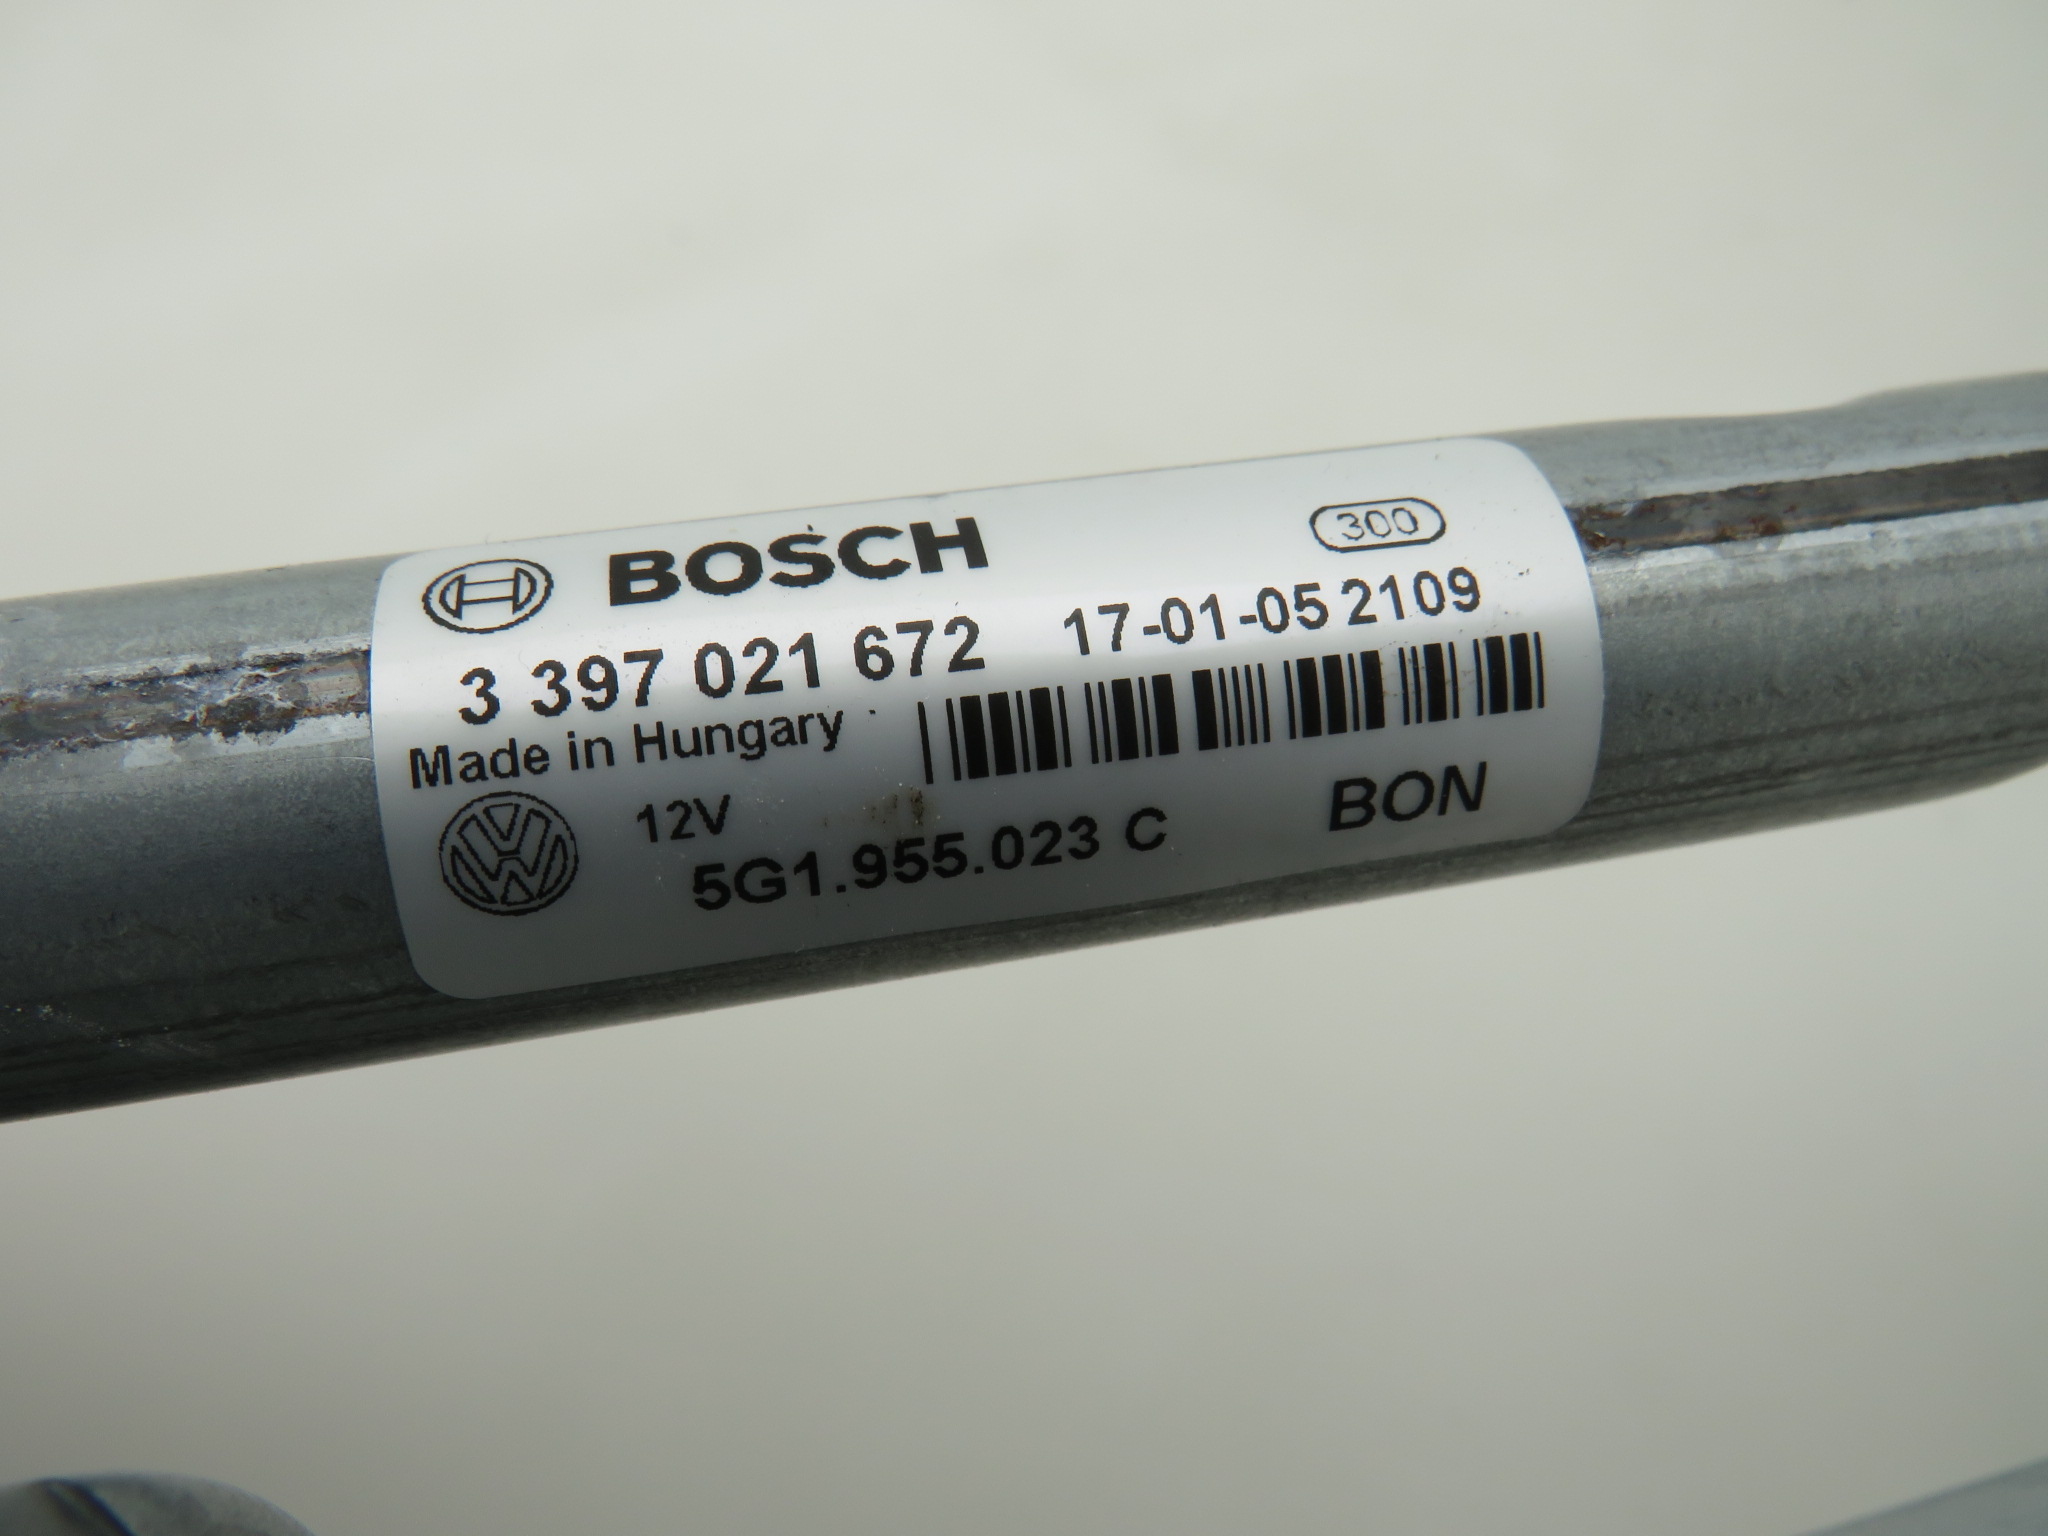 BOSCH 300
3 397 021 672 17-01-05 2109
Made in Hungary
12V BON
5G1.955.023 C